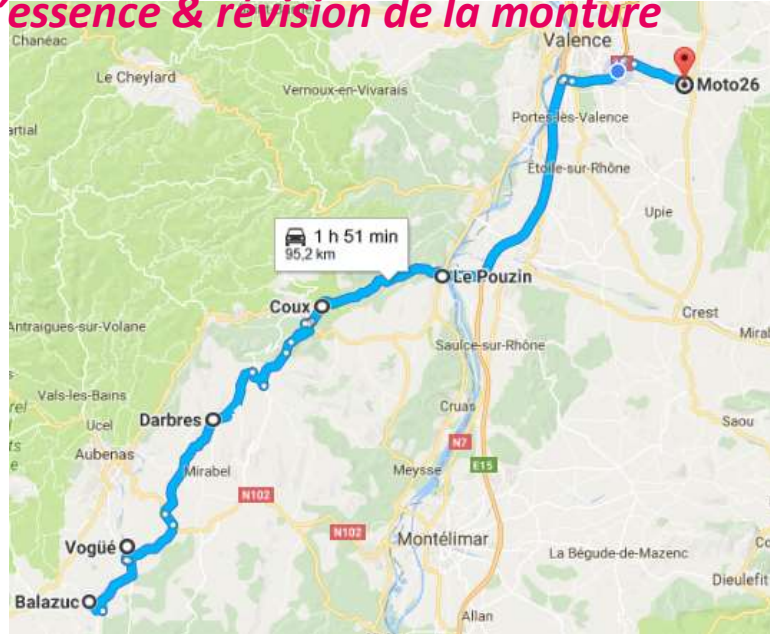 'essence & révision de la monture
Chanéac
Valence
Le Cheylard
Vernoux-en-Vivarais
Moto26
artial
Portes-lès-Valence
Étoile-sur-Rhône
Upie
1 h 51 min
95,2 km
Le Pouzin
Coux
Crest
Antraigues-sur-Volane
Miral
Saulce-sur-Rhône
Vals-les-Bains
Darbres
Cruas
Saou
Ucel
Aubenas
N7
Mirabel
Meysse
E15
N102
N102
Montélimar
Vogüé
La Bégude-de-Mazenc
Dieulefit
Balazuc
Allan